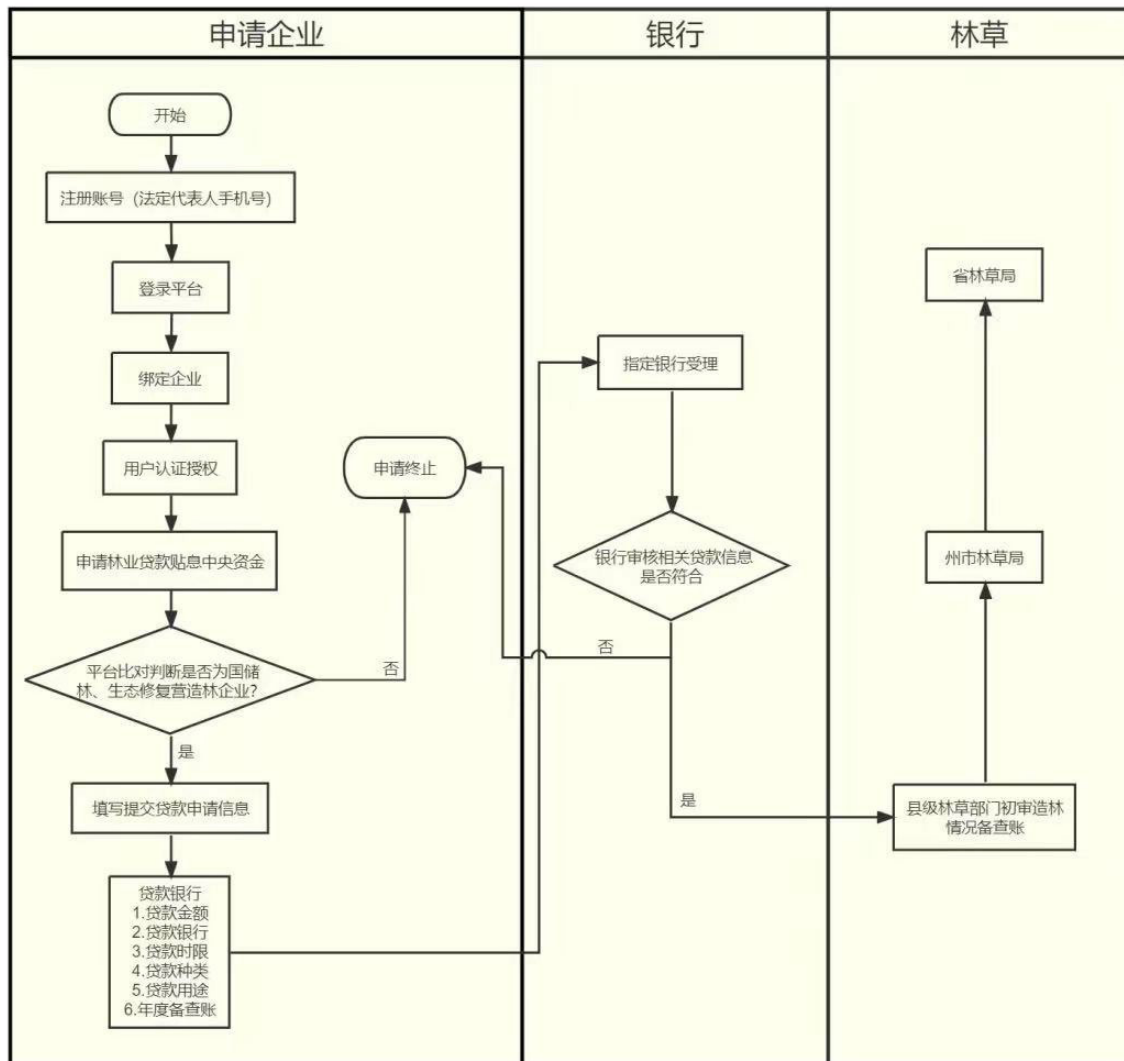 申请企业
银行
林草
开始
注册账号（法定代表人手机号）
登录平台
绑定企业
用户认证授权
申请林业贷款贴息中央资金
平台比对判断是否为国储
林、生态修复营造林企业?
否
是
申请终止
填写提交贷款申请信息
贷款银行
1.贷款金额
2.贷款银行
3.贷款时限
4.贷款种类
5.贷款用途
6.年度备查账
指定银行受理
银行审核相关贷款信息
是否符合
否
是
省林草局
州市林草局
县级林草部门初审造林
情况备查账